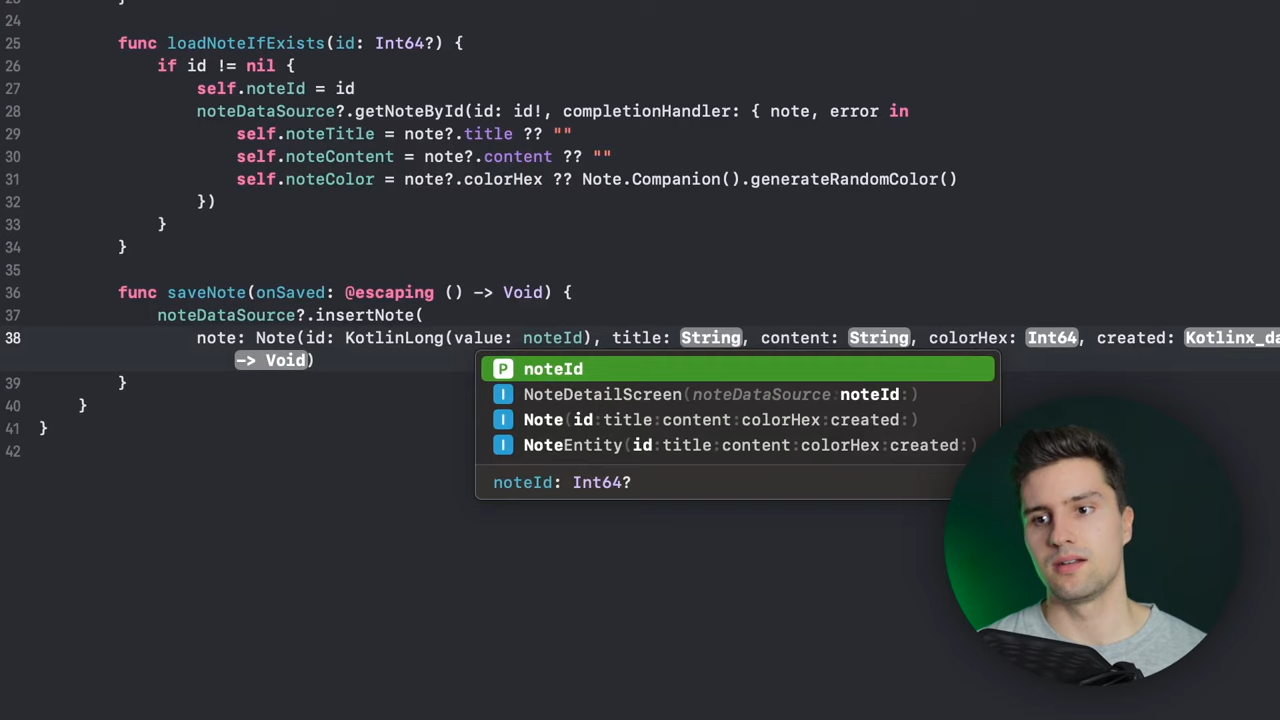 24
25 func loadNoteIfExists(id: Int64?) {
26 if id != nil {
27 self.noteId = id
28 noteDataSource?.getNoteById(id: id!, completionHandler: { note, error in
29 self.noteTitle = note?.title ?? ""
30 self.noteContent = note?.content ?? ""
31 self.noteColor = note?.colorHex ?? Note.Companion().generateRandomColor()
32 })
33 }
34 }
35
36 func saveNote(onSaved: @escaping () -> Void) {
37 noteDataSource?.insertNote(
38 note: Note(id: KotlinLong(value: noteId), title: String, content: String, colorHex: Int64, created: Kotlinx_da
-> Void)
P noteId
I NoteDetailScreen(noteDataSource:noteId:)
I Note(id:title:content:colorHex:created:)
I NoteEntity(id:title:content:colorHex:created:)
noteId: Int64?
39 }
40 }
41 }
42